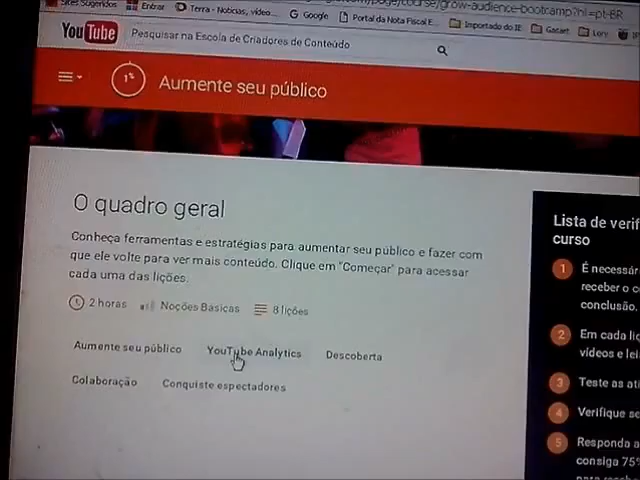 Sites Sugeridos Entrar Terra - Notícias, vídeo... Google Portal da Nota Fiscal E... Importado do IE Gacart Lory
YouTube Pesquisar na Escola de Criadores de Conteúdo
1% Aumente seu público
O quadro geral
Conheça ferramentas e estratégias para aumentar seu público e fazer com
que ele volte para ver mais conteúdo. Clique em "Começar" para acessar
cada uma das lições.
2 horas Noções Básicas 8 lições
Aumente seu público YouTube Analytics Descoberta
Colaboração Conquiste espectadores
Lista de verif
curso
1 É necessár
receber o c
conclusão.
2 Em cada liç
vídeos e lei
3 Teste as ati
4 Verifique se
5 Responda a
consiga 75%